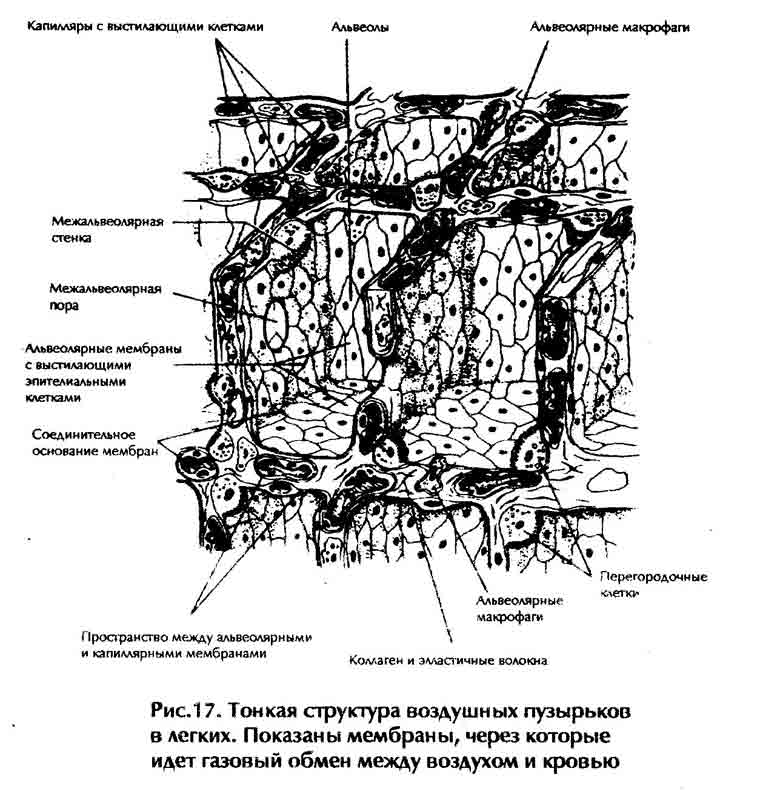 Капилляры с выстилающими клетками
Альвеолы
Альвеолярные макрофаги
Межальвеолярная
стенка
Межальвеолярная
пора
Альвеолярные мембраны
с выстилающими
эпителиальными
клетками
Соединительное
основание мембран
Перегородочные
клетки
Альвеолярные
макрофаги
Пространство между альвеолярными
и капиллярными мембранами
Коллаген и элластичные волокна
Рис.17. Тонкая структура воздушных пузырьков
в легких. Показаны мембраны, через которые
идет газовый обмен между воздухом и кровью